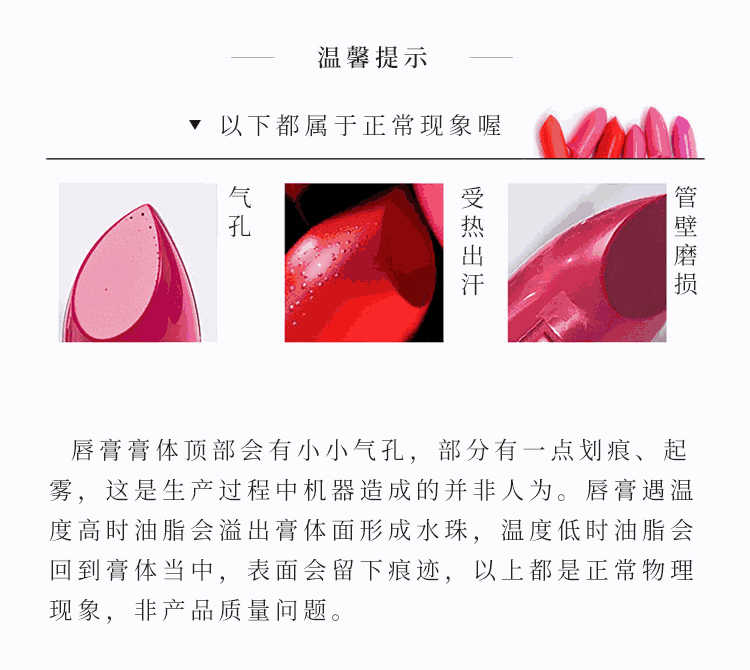 温馨提示
▼ 以下都属于正常现象喔
气孔
受热出汗
管壁磨损
唇膏膏体顶部会有小小气孔，部分有一点划痕、起
雾，这是生产过程中机器造成的并非人为。唇膏遇温
度高时油脂会溢出膏体面形成水珠，温度低时油脂会
回到膏体当中，表面会留下痕迹，以上都是正常物理
现象，非产品质量问题。